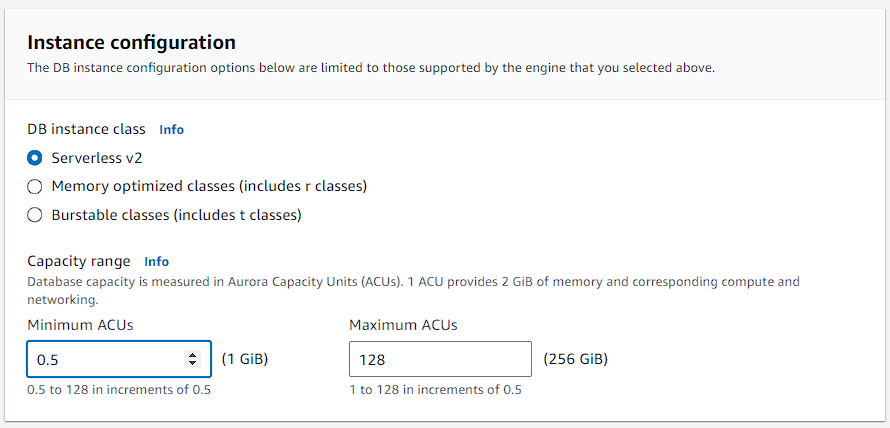 Instance configuration
The DB instance configuration options below are limited to those supported by the engine that you selected above.
DB instance class Info
Serverless v2
Memory optimized classes (includes r classes)
Burstable classes (includes t classes)
Capacity range Info
Database capacity is measured in Aurora Capacity Units (ACUs). 1 ACU provides 2 GiB of memory and corresponding compute and
networking.
Minimum ACUs Maximum ACUs
0.5 (1 GiB) 128 (256 GiB)
0.5 to 128 in increments of 0.5 1 to 128 in increments of 0.5